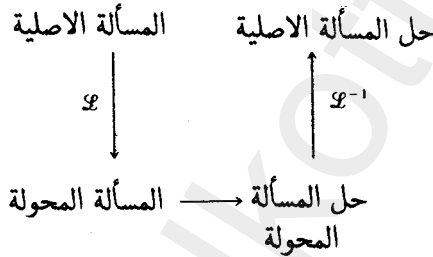 المسألة الاصلية
حل المسألة الاصلية
ℒ
ℒ⁻¹
المسألة المحولة
حل المسألة
المحولة